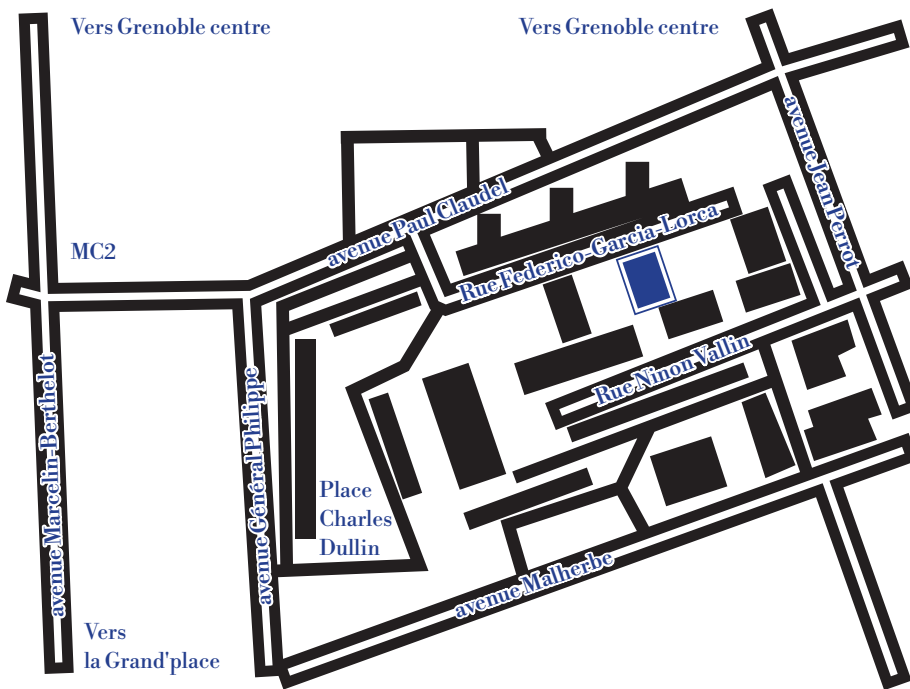 Vers Grenoble centre
Vers Grenoble centre
avenue Jean Perrot
avenue Paul Claudel
MC2
Rue Federico-Garcia-Lorca
Rue Ninon Vallin
avenue Marcelin-Berthelot
avenue Général Philippe
Place
Charles
Dullin
avenue Malherbe
Vers
la Grand'place